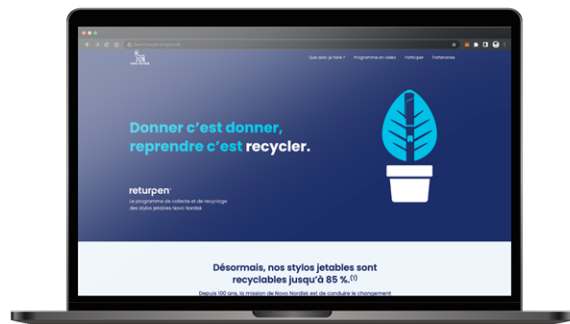 Que dois-je faire ? Programme en vidéo Participer Partenaires
Donner c'est donner,
reprendre c'est recycler.
returpen™
Le programme de collecte et de recyclage
des stylos jetables Novo Nordisk
Désormais, nos stylos jetables sont
recyclables jusqu'à 85 %.(1)
Depuis 100 ans, la mission de Novo Nordisk est de conduire le changement